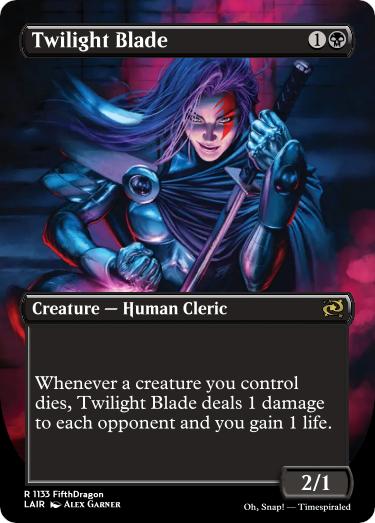 Twilight Blade 1
Creature — Human Cleric
Whenever a creature you control
dies, Twilight Blade deals 1 damage
to each opponent and you gain 1 life.
2/1
R 1133 FifthDragon
LAIR Alex Garner
Oh, Snap! — Timespiraled